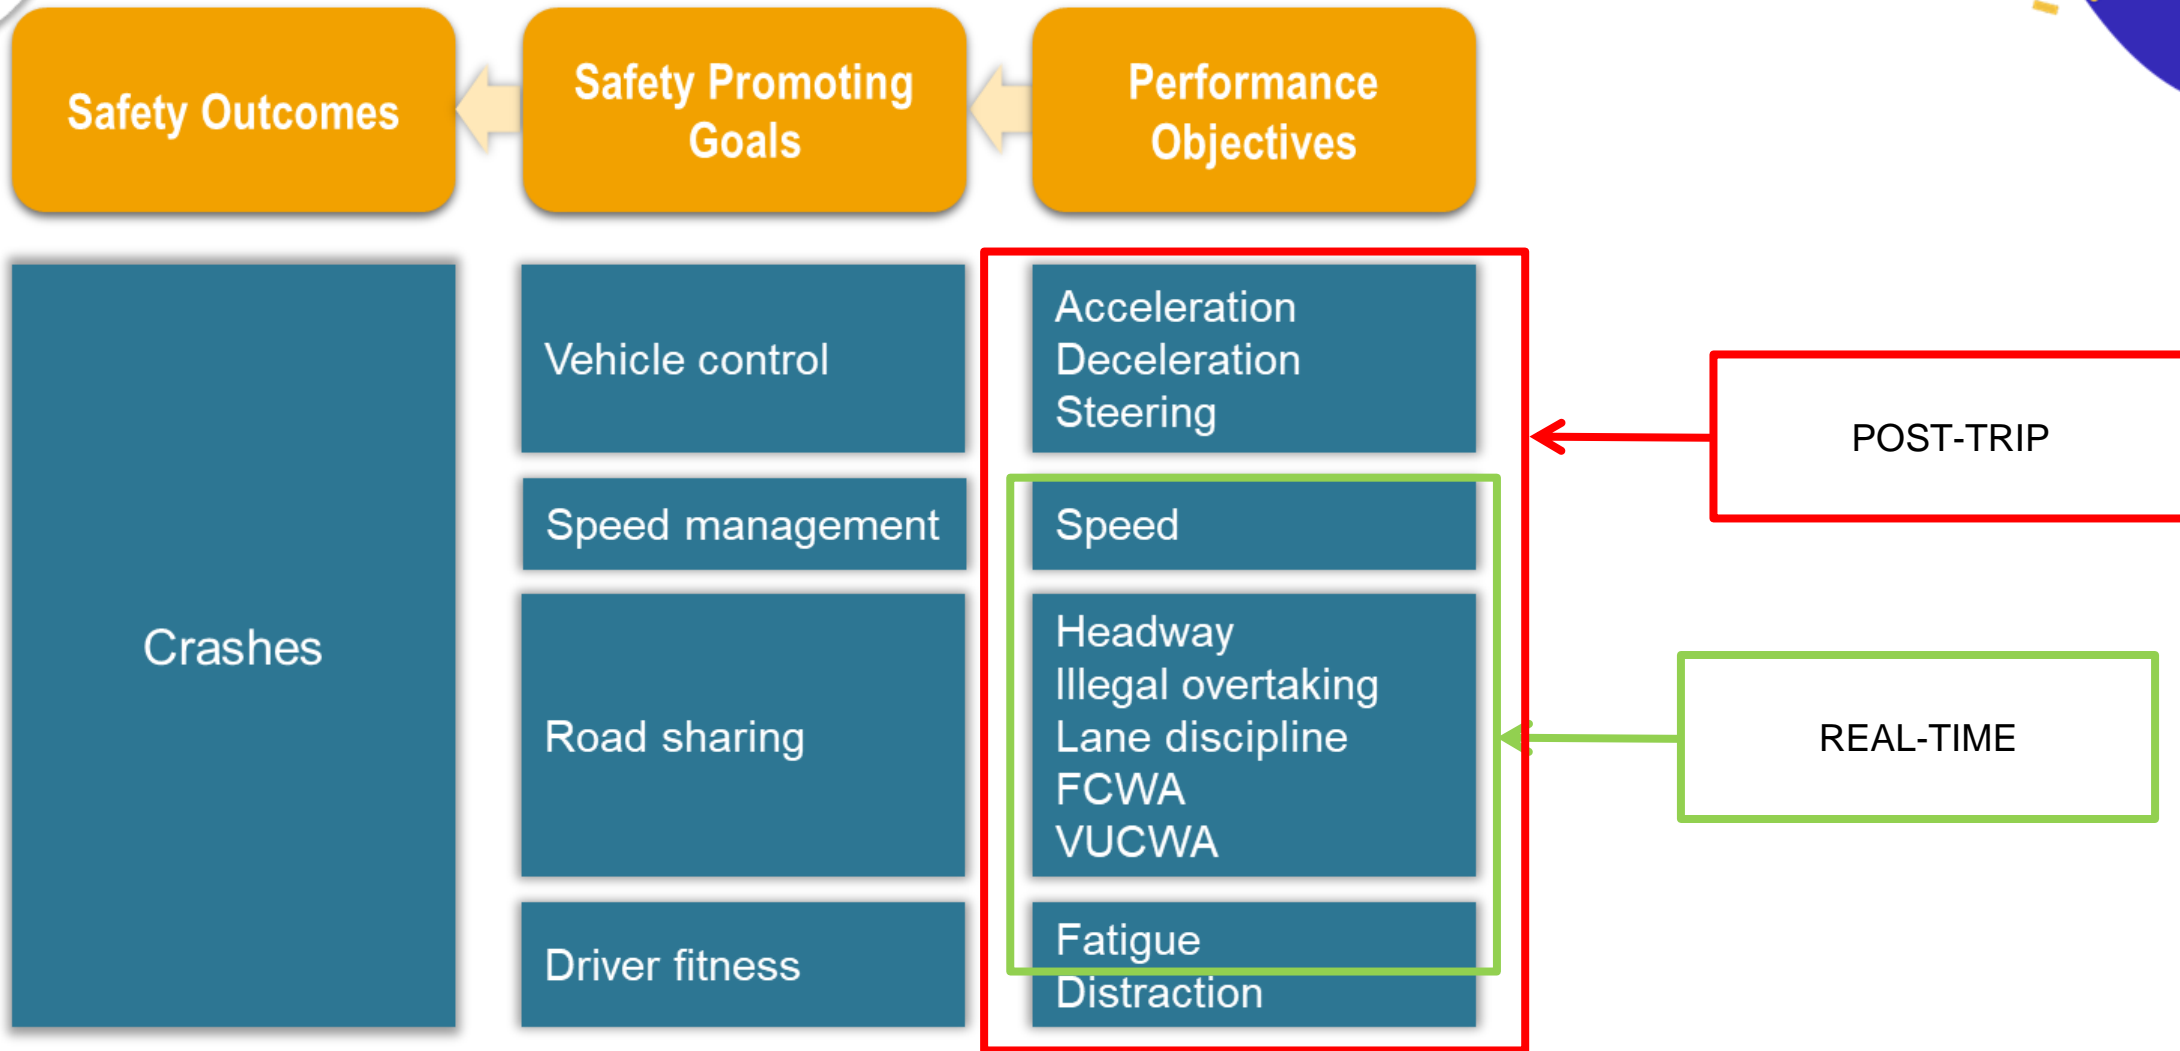 Safety Outcomes
Safety Promoting
Goals
Performance
Objectives
Crashes
Vehicle control
Acceleration
Deceleration
Steering
Speed management
Speed
Road sharing
Headway
Illegal overtaking
Lane discipline
FCWA
VUCWA
Driver fitness
Fatigue
Distraction
POST-TRIP
REAL-TIME